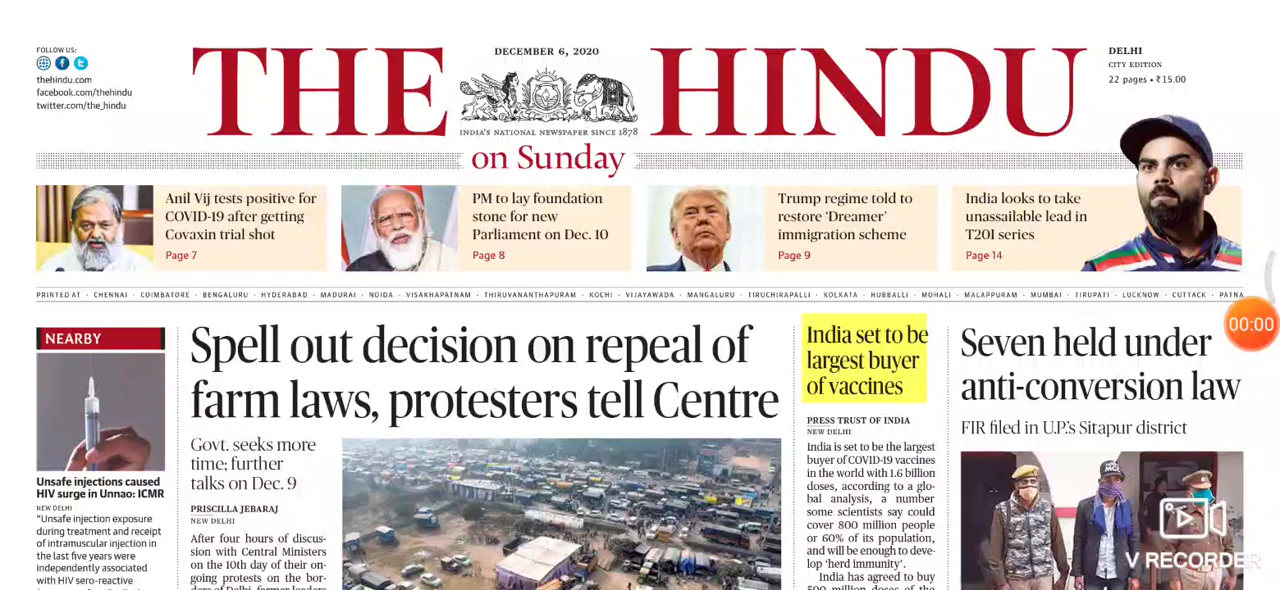 FOLLOW US:
thehindu.com
facebook.com/thehindu
twitter.com/the_hindu
DECEMBER 6, 2020
THE HINDU
INDIA'S NATIONAL NEWSPAPER SINCE 1878
on Sunday
DELHI
CITY EDITION
22 pages • ₹15.00
Anil Vij tests positive for
COVID-19 after getting
Covaxin trial shot
Page 7
PM to lay foundation
stone for new
Parliament on Dec. 10
Page 8
Trump regime told to
restore ‘Dreamer’
immigration scheme
Page 9
India looks to take
unassailable lead in
T20I series
Page 14
PRINTED AT · CHENNAI · COIMBATORE · BENGALURU · HYDERABAD · MADURAI · NOIDA · VISAKHAPATNAM · THIRUVANANTHAPURAM · KOCHI · VIJAYAWADA · MANGALURU · TIRUCHIRAPALLI · KOLKATA · HUBBALLI · MOHALI · MALAPPURAM · MUMBAI · TIRUPATI · LUCKNOW · CUTTACK · PATNA
00:00
NEARBY
Unsafe injections caused
HIV surge in Unnao: ICMR
NEW DELHI
“Unsafe injection exposure
during treatment and receipt
of intramuscular injection in
the last five years were
independently associated
with HIV sero-reactive
Spell out decision on repeal of
farm laws, protesters tell Centre
Govt. seeks more
time; further
talks on Dec. 9
PRISCILLA JEBARAJ
NEW DELHI
After four hours of discus-
sion with Central Ministers
on the 10th day of their on-
going protests on the bor-
ders of Delhi, farmer leaders
India set to be
largest buyer
of vaccines
PRESS TRUST OF INDIA
NEW DELHI
India is set to be the largest
buyer of COVID-19 vaccines
in the world with 1.6 billion
doses, according to a glo-
bal analysis, a number
some scientists say could
cover 800 million people
or 60% of its population,
and will be enough to deve-
lop ‘herd immunity’.
India has agreed to buy
500 million doses of the
Seven held under
anti-conversion law
FIR filed in U.P.’s Sitapur district
V RECORDER